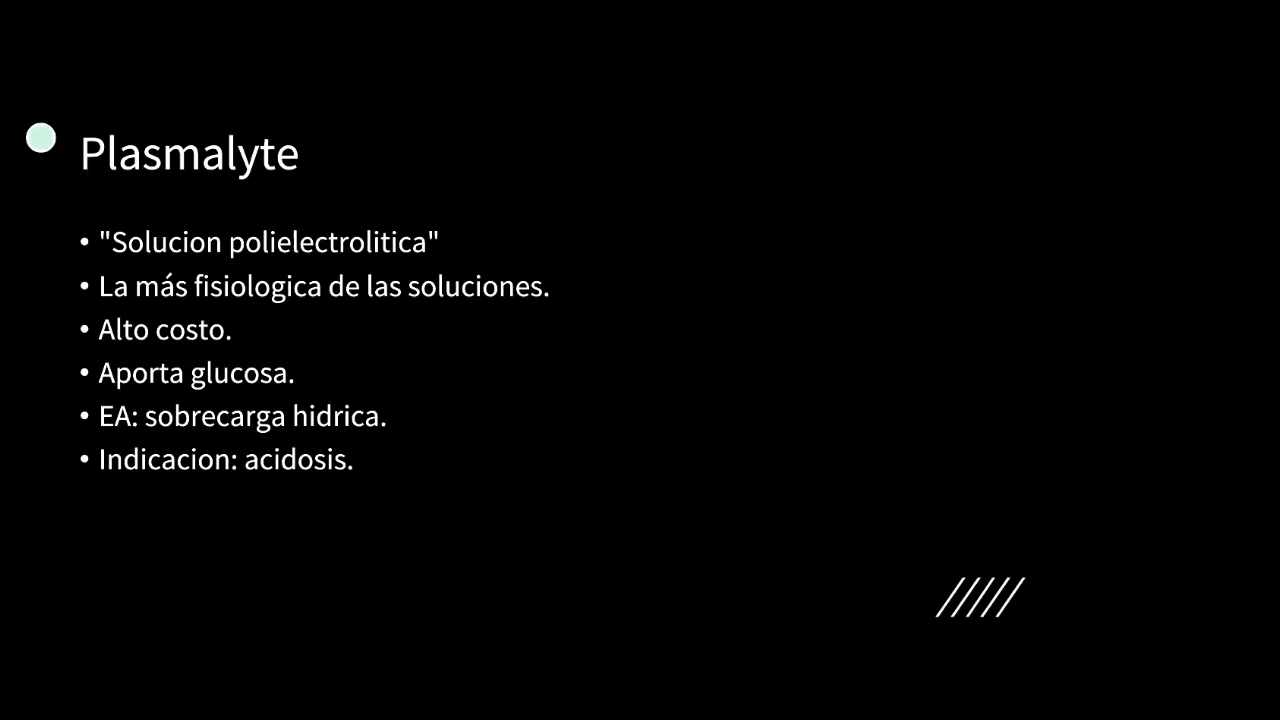 Plasmalyte
• "Solucion polielectrolitica"
• La más fisiologica de las soluciones.
• Alto costo.
• Aporta glucosa.
• EA: sobrecarga hidrica.
• Indicacion: acidosis.